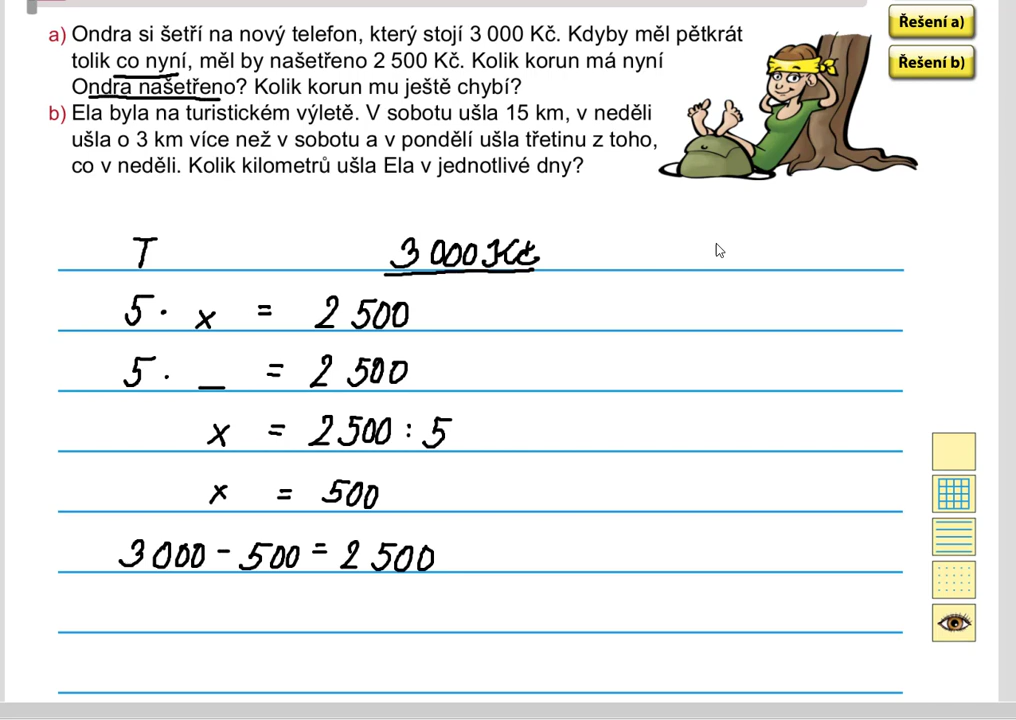 Řešení a)
Řešení b)
a) Ondra si šetří na nový telefon, který stojí 3 000 Kč. Kdyby měl pětkrát
tolik co nyní, měl by našetřeno 2 500 Kč. Kolik korun má nyní
Ondra našetřeno? Kolik korun mu ještě chybí?
b) Ela byla na turistickém výletě. V sobotu ušla 15 km, v neděli
ušla o 3 km více než v sobotu a v pondělí ušla třetinu z toho,
co v neděli. Kolik kilometrů ušla Ela v jednotlivé dny?
T 3 000 Kč
5 · x = 2 500
5 · _ = 2 500
x = 2 500 : 5
x = 500
3 000 - 500 = 2 500